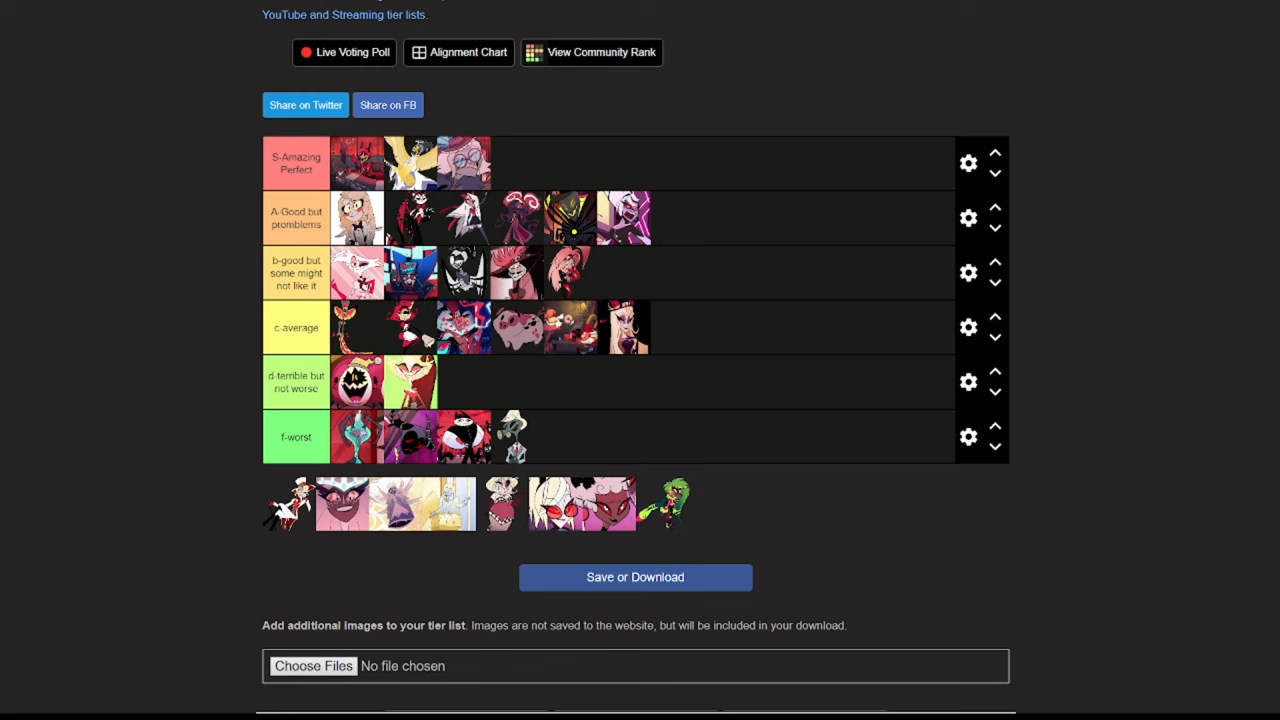 YouTube and Streaming tier lists.
Live Voting Poll
Alignment Chart
View Community Rank
Share on Twitter
Share on FB
S-Amazing
Perfect
A-Good but
promblems
b-good but
some might
not like it
c-average
d-terrible but
not worse
f-worst
Save or Download
Add additional images to your tier list. Images are not saved to the website, but will be included in your download.
Choose Files No file chosen